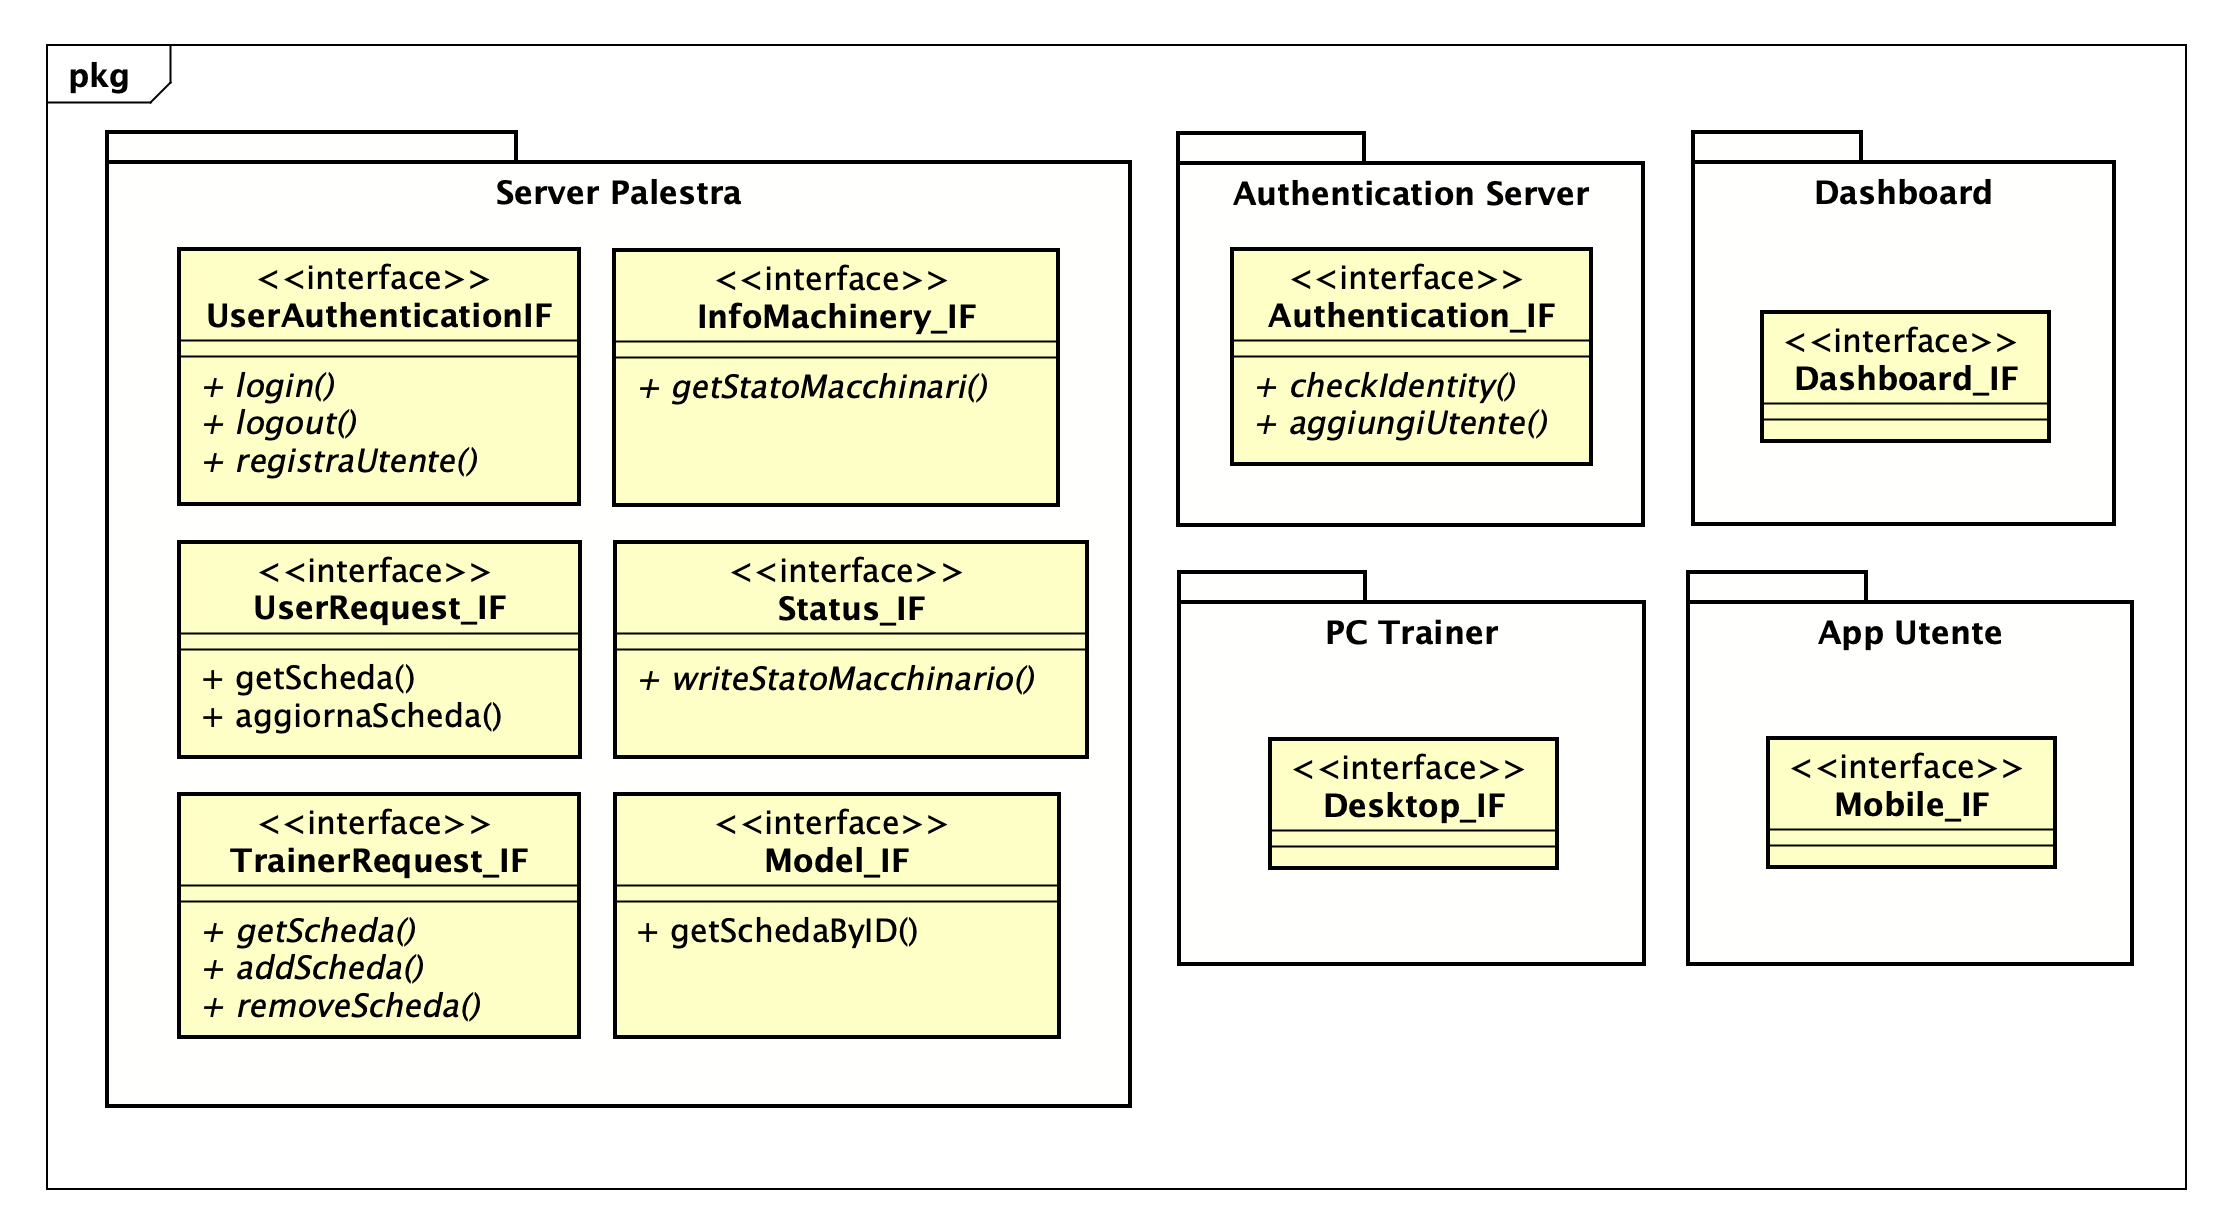 pkg
Server Palestra
<<interface>>
UserAuthenticationIF
+ login()
+ logout()
+ registraUtente()
<<interface>>
InfoMachinery_IF
+ getStatoMacchinari()
<<interface>>
UserRequest_IF
+ getScheda()
+ aggiornaScheda()
<<interface>>
Status_IF
+ writeStatoMacchinario()
<<interface>>
TrainerRequest_IF
+ getScheda()
+ addScheda()
+ removeScheda()
<<interface>>
Model_IF
+ getSchedaByID()
Authentication Server
<<interface>>
Authentication_IF
+ checkIdentity()
+ aggiungiUtente()
Dashboard
<<interface>>
Dashboard_IF
PC Trainer
<<interface>>
Desktop_IF
App Utente
<<interface>>
Mobile_IF